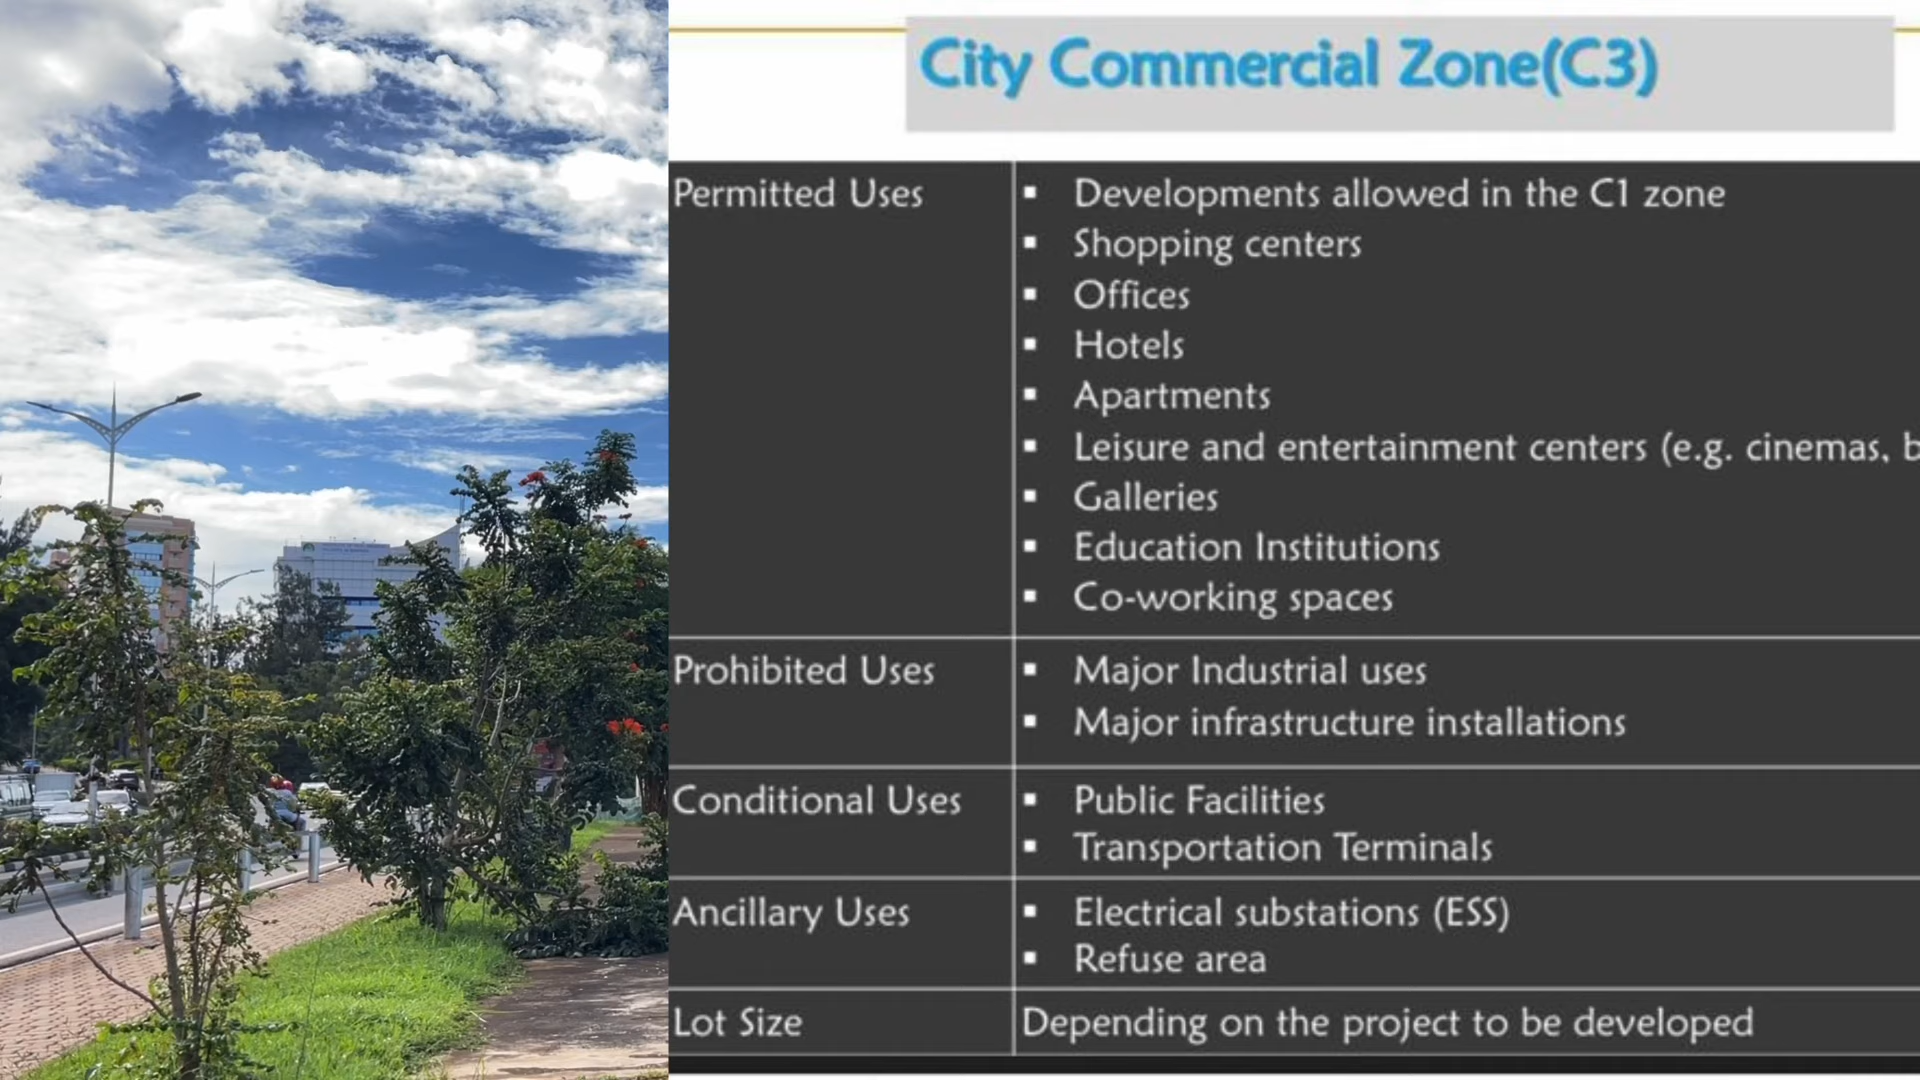 City Commercial Zone(C3)
Permitted Uses
▪ Developments allowed in the C1 zone
▪ Shopping centers
▪ Offices
▪ Hotels
▪ Apartments
▪ Leisure and entertainment centers (e.g. cinemas,
▪ Galleries
▪ Education Institutions
▪ Co-working spaces
Prohibited Uses
▪ Major Industrial uses
▪ Major infrastructure installations
Conditional Uses
▪ Public Facilities
▪ Transportation Terminals
Ancillary Uses
▪ Electrical substations (ESS)
▪ Refuse area
Lot Size
Depending on the project to be developed